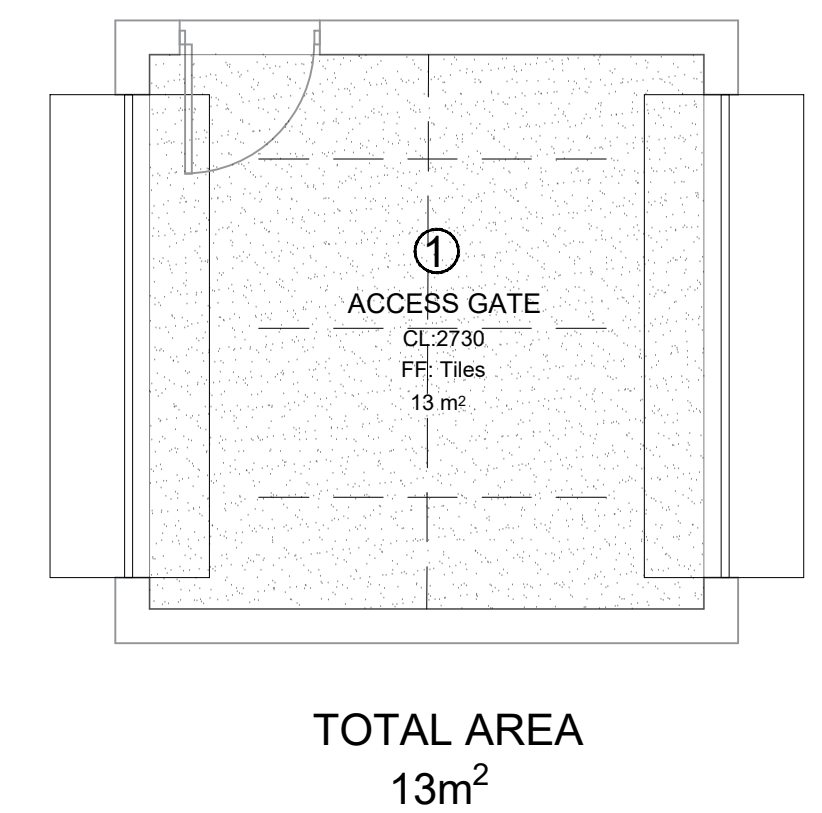 1
ACCESS GATE
CL:2730
FF: Tiles
13 m²
TOTAL AREA
13m²